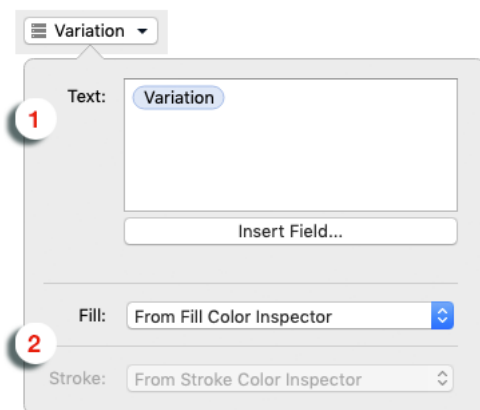 Variation
Text:
Variation
1
Insert Field...
Fill:
From Fill Color Inspector
2
Stroke:
From Stroke Color Inspector